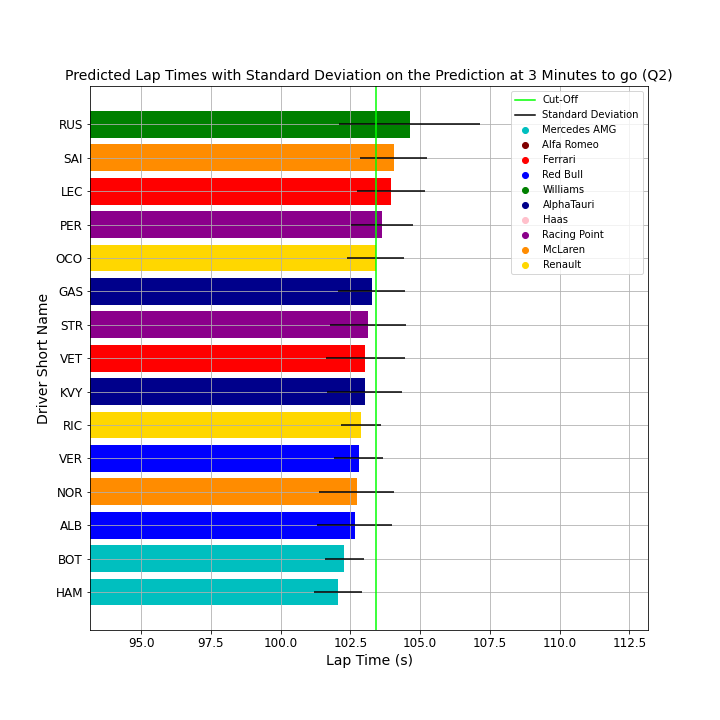 Predicted Lap Times with Standard Deviation on the Prediction at 3 Minutes to go (Q2)
Cut-Off
Standard Deviation
Mercedes AMG
Alfa Romeo
Ferrari
Red Bull
Williams
AlphaTauri
Haas
Racing Point
McLaren
Renault
Driver Short Name
RUS
SAI
LEC
PER
OCO
GAS
STR
VET
KVY
RIC
VER
NOR
ALB
BOT
HAM
95.0 97.5 100.0 102.5 105.0 107.5 110.0 112.5
Lap Time (s)